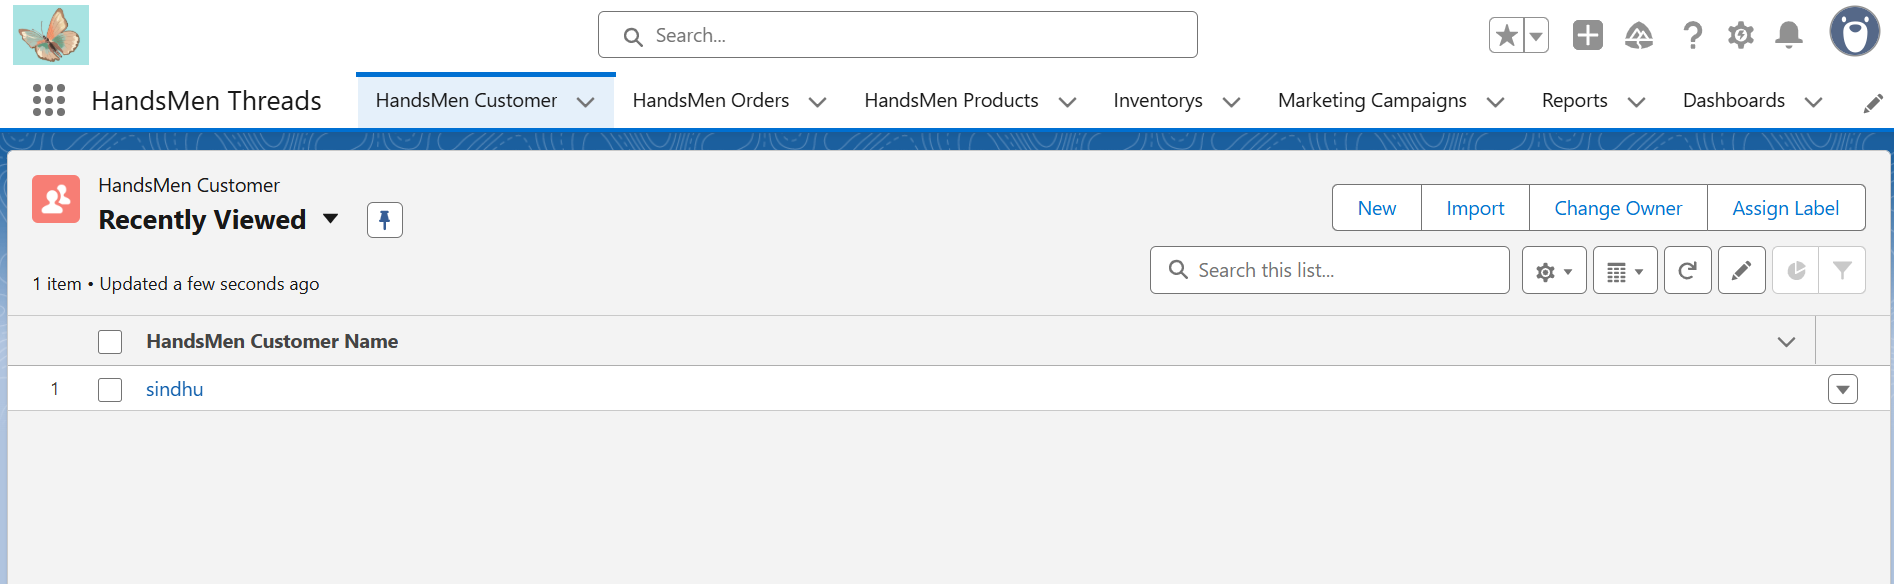 Search...
HandsMen Threads HandsMen Customer HandsMen Orders HandsMen Products Inventorys Marketing Campaigns Reports Dashboards
HandsMen Customer
Recently Viewed
New Import Change Owner Assign Label
1 item • Updated a few seconds ago
Search this list...
HandsMen Customer Name
1 sindhu